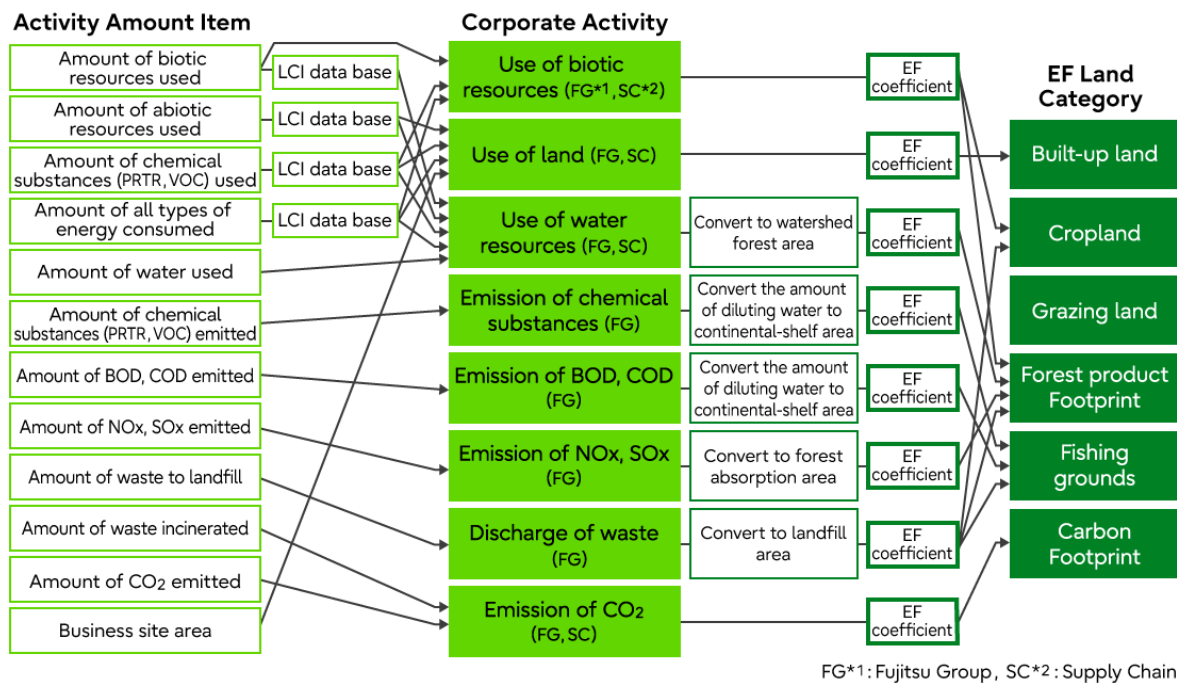 Activity Amount Item
Corporate Activity
EF Land
Category
Amount of biotic
resources used
LCI data base
Amount of abiotic
resources used
LCI data base
Amount of chemical
substances (PRTR, VOC) used
LCI data base
Amount of all types of
energy consumed
LCI data base
Amount of water used
Amount of chemical
substances (PRTR, VOC) emitted
Amount of BOD, COD emitted
Amount of NOx, SOx emitted
Amount of waste to landfill
Amount of waste incinerated
Amount of CO2 emitted
Business site area
Use of biotic
resources (FG*1, SC*2)
Use of land (FG, SC)
Use of water
resources (FG, SC)
Emission of chemical
substances (FG)
Emission of BOD, COD
(FG)
Emission of NOx, SOx
(FG)
Discharge of waste
(FG)
Emission of CO2
(FG, SC)
Convert to watershed
forest area
Convert the amount
of diluting water to
continental-shelf area
Convert the amount
of diluting water to
continental-shelf area
Convert to forest
absorption area
Convert to landfill
area
EF
coefficient
EF
coefficient
EF
coefficient
EF
coefficient
EF
coefficient
EF
coefficient
EF
coefficient
EF
coefficient
Built-up land
Cropland
Grazing land
Forest product
Footprint
Fishing
grounds
Carbon
Footprint
FG*1: Fujitsu Group, SC*2: Supply Chain